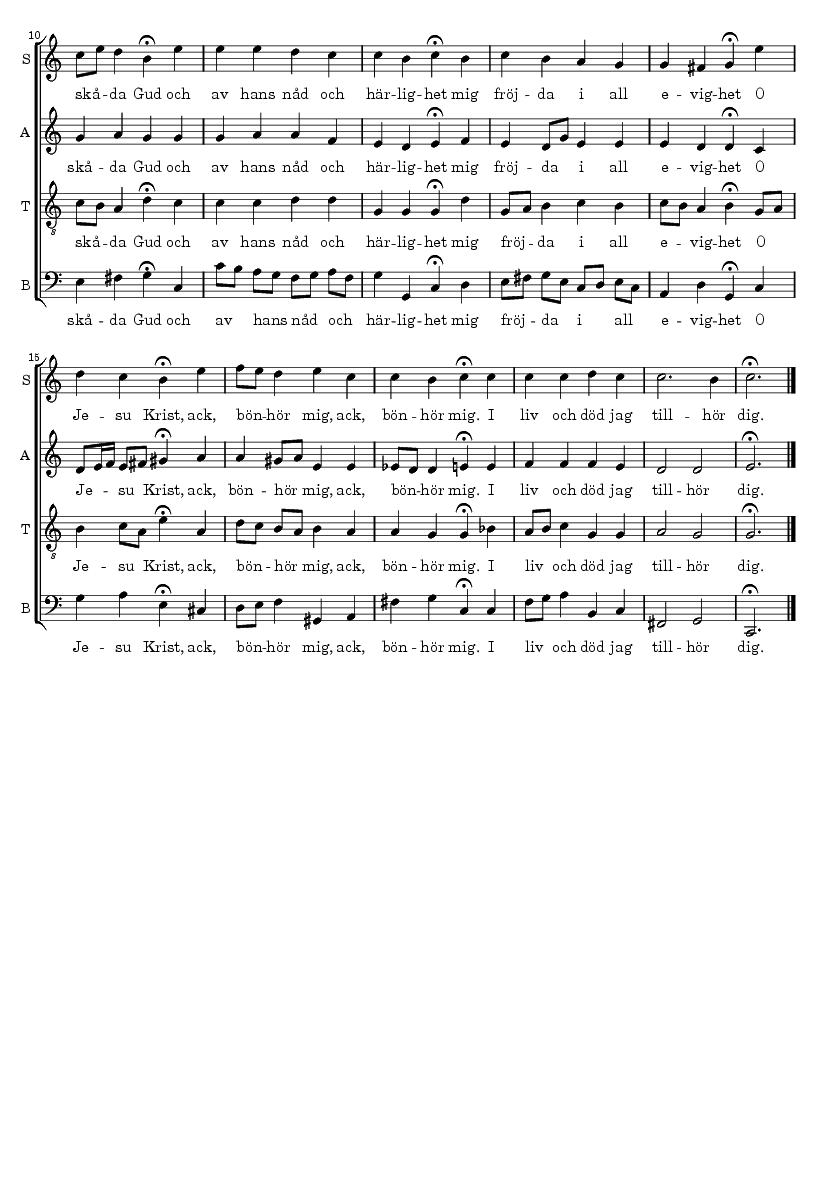 10
S
skå-da Gud och av hans nåd och här-lig-het mig fröj-da i all e-vig-het O
A
skå-da Gud och av hans nåd och här-lig-het mig fröj-da i all e-vig-het O
T
8
skå-da Gud och av hans nåd och här-lig-het mig fröj-da i all e-vig-het O
B
skå-da Gud och av hans nåd och här-lig-het mig fröj-da i all e-vig-het O
15
S
Je-su Krist, ack, bön-hör mig, ack, bön-hör mig. I liv och död jag till-hör dig.
A
Je-su Krist, ack, bön-hör mig, ack, bön-hör mig. I liv och död jag till-hör dig.
T
8
Je-su Krist, ack, bön-hör mig, ack, bön-hör mig. I liv och död jag till-hör dig.
B
Je-su Krist, ack, bön-hör mig, ack, bön-hör mig. I liv och död jag till-hör dig.